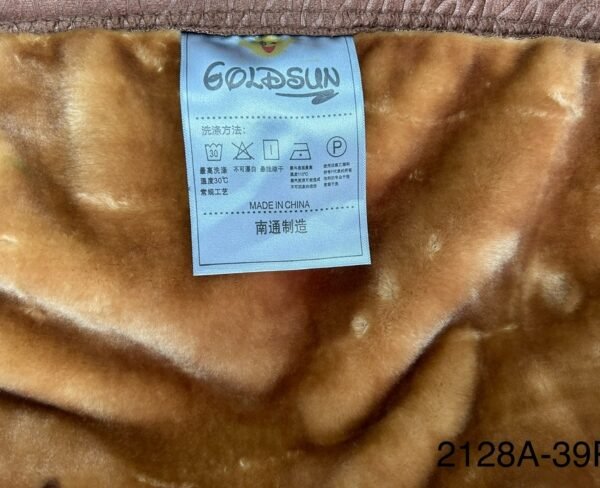 GOLDSUN
洗涤方法:
30 P
最高洗涤 不可漂白 悬挂晾干
温度30℃
常规工艺
MADE IN CHINA
南通制造
2128A-39F